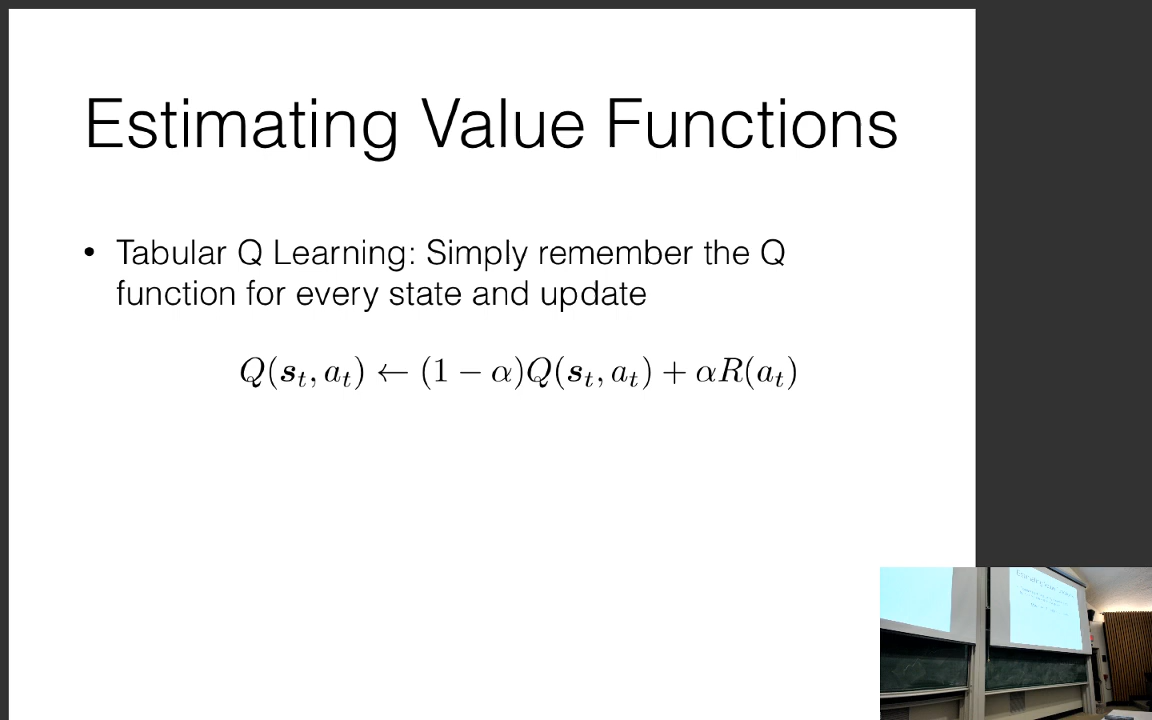 Estimating Value Functions
• Tabular Q Learning: Simply remember the Q
function for every state and update
Q(s_t, a_t) ← (1 − α)Q(s_t, a_t) + αR(a_t)